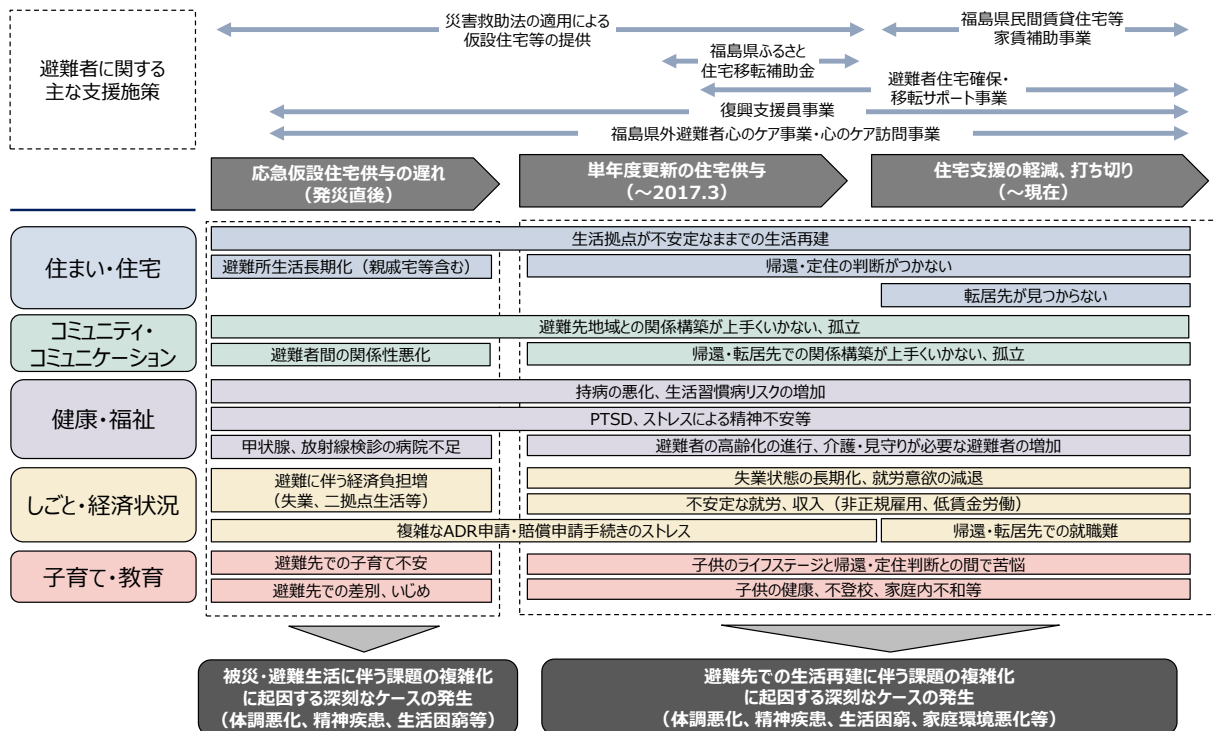 避難者に関する
主な支援施策
災害救助法の適用による
仮設住宅等の提供
福島県民間賃貸住宅等
家賃補助事業
福島県ふるさと
住宅移転補助金
避難者住宅確保・
移転サポート事業
復興支援員事業
福島県外避難者心のケア事業・心のケア訪問事業
応急仮設住宅供与の遅れ
（発災直後）
単年度更新の住宅供与
（～2017.3）
住宅支援の軽減、打ち切り
（～現在）
住まい・住宅
生活拠点が不安定なままでの生活再建
避難所生活長期化（親戚宅等含む）
帰還・定住の判断がつかない
転居先が見つからない
コミュニティ・
コミュニケーション
避難先地域との関係構築が上手くいかない、孤立
避難者間の関係性悪化
帰還・転居先での関係構築が上手くいかない、孤立
健康・福祉
持病の悪化、生活習慣病リスクの増加
PTSD、ストレスによる精神不安等
甲状腺、放射線検診の病院不足
避難者の高齢化の進行、介護・見守りが必要な避難者の増加
しごと・経済状況
避難に伴う経済負担増
（失業、二拠点生活等）
失業状態の長期化、就労意欲の減退
不安定な就労、収入（非正規雇用、低賃金労働）
複雑なADR申請・賠償申請手続きのストレス
帰還・転居先での就職難
子育て・教育
避難先での子育て不安
子供のライフステージと帰還・定住判断との間で苦悩
避難先での差別、いじめ
子供の健康、不登校、家庭内不和等
被災・避難生活に伴う課題の複雑化
に起因する深刻なケースの発生
（体調悪化、精神疾患、生活困窮等）
避難先での生活再建に伴う課題の複雑化
に起因する深刻なケースの発生
（体調悪化、精神疾患、生活困窮、家庭環境悪化等）